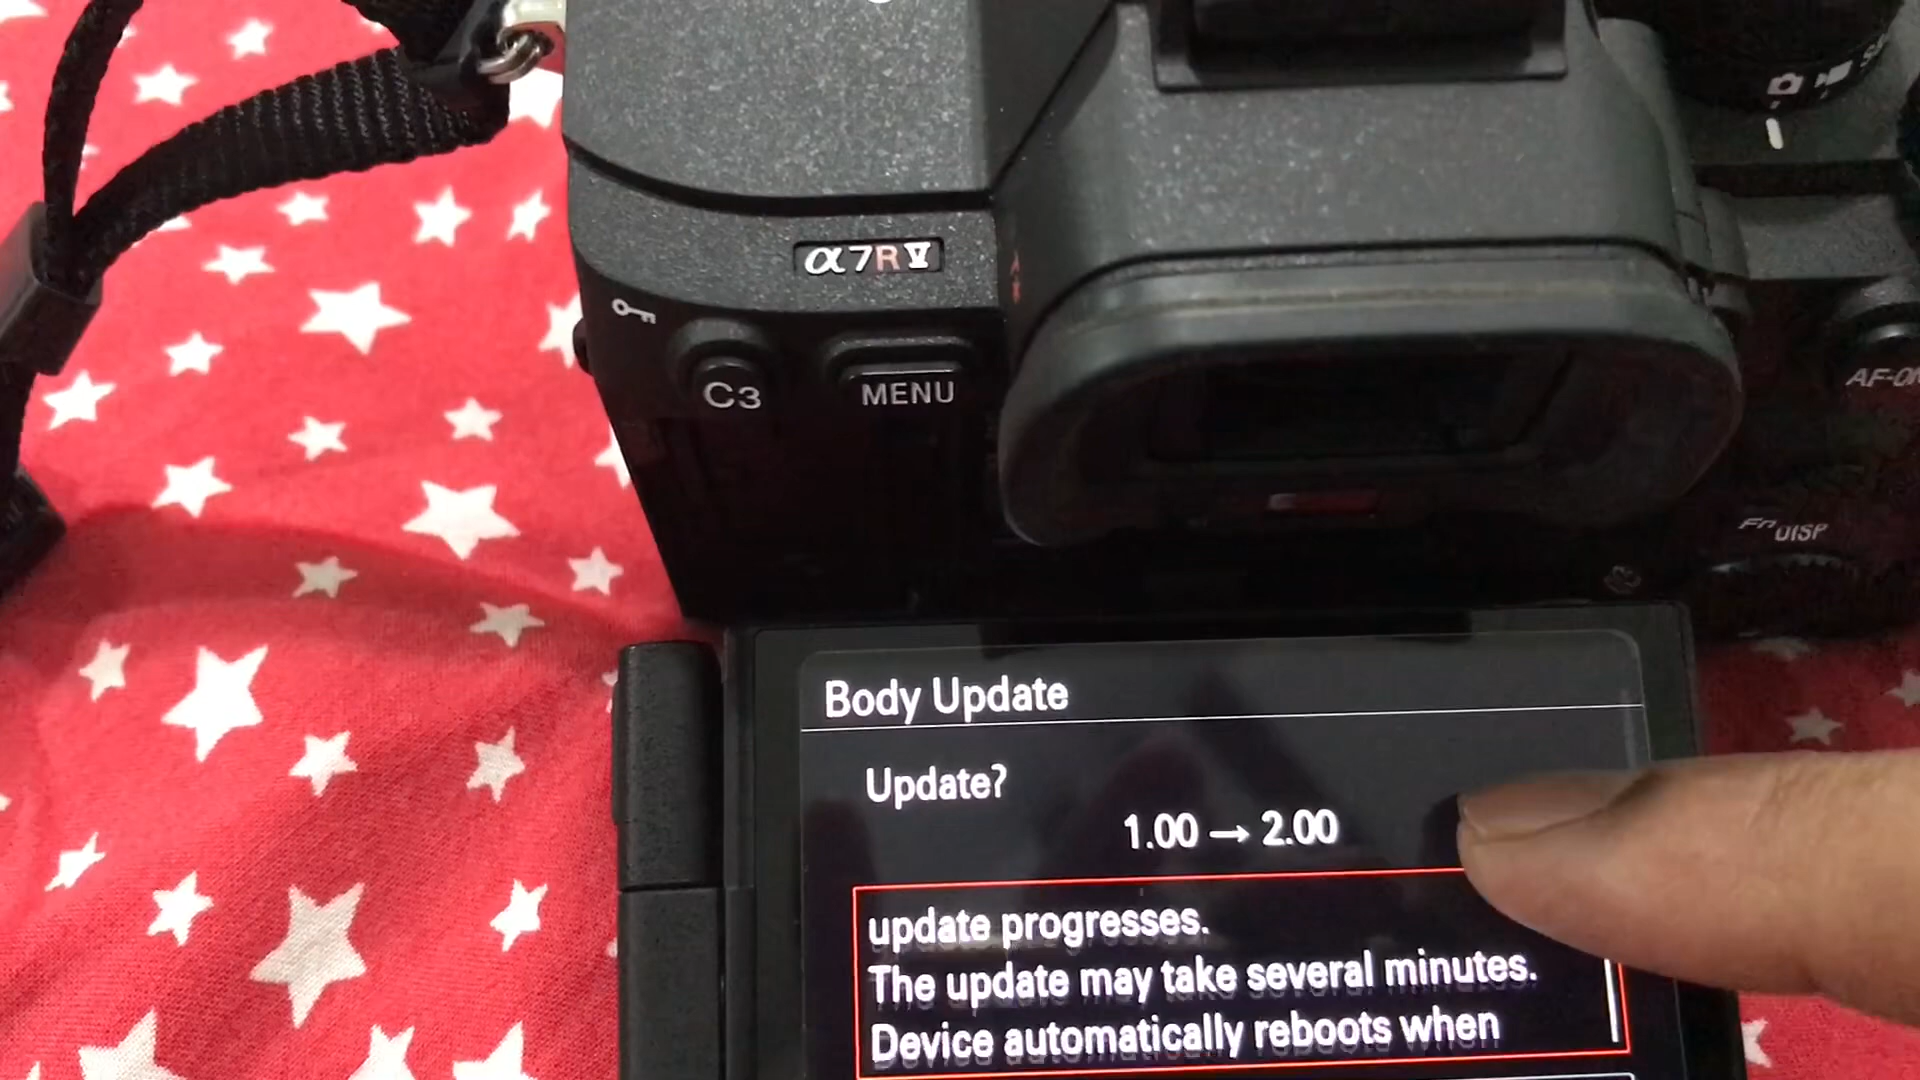 α7RV
C3
MENU
AF-ON
Fn
DISP
Body Update
Update?
1.00 → 2.00
update progresses.
The update may take several minutes.
Device automatically reboots when